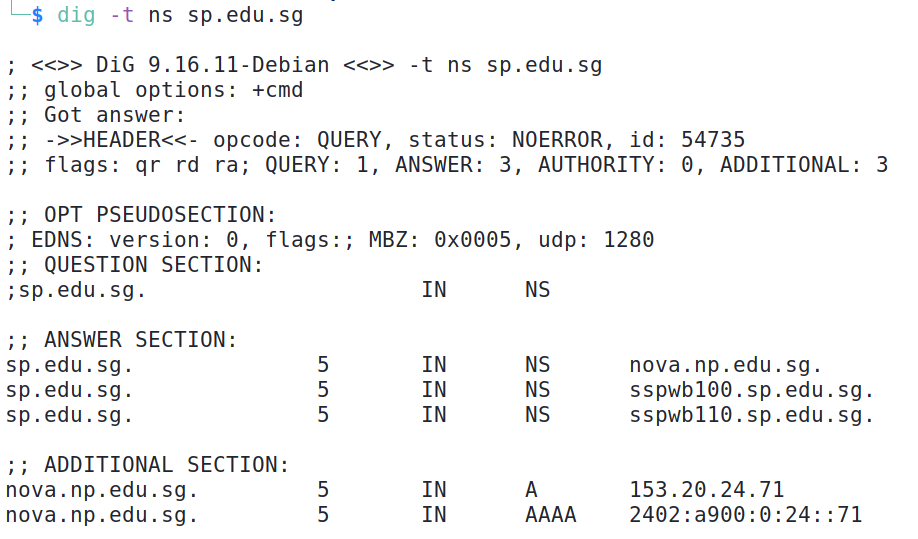 └─$ dig -t ns sp.edu.sg
; <<>> DiG 9.16.11-Debian <<>> -t ns sp.edu.sg
;; global options: +cmd
;; Got answer:
;; ->>HEADER<<- opcode: QUERY, status: NOERROR, id: 54735
;; flags: qr rd ra; QUERY: 1, ANSWER: 3, AUTHORITY: 0, ADDITIONAL: 3
;; OPT PSEUDOSECTION:
; EDNS: version: 0, flags:; MBZ: 0x0005, udp: 1280
;; QUESTION SECTION:
;sp.edu.sg. IN NS
;; ANSWER SECTION:
sp.edu.sg. 5 IN NS nova.np.edu.sg.
sp.edu.sg. 5 IN NS sspwb100.sp.edu.sg.
sp.edu.sg. 5 IN NS sspwb110.sp.edu.sg.
;; ADDITIONAL SECTION:
nova.np.edu.sg. 5 IN A 153.20.24.71
nova.np.edu.sg. 5 IN AAAA 2402:a900:0:24::71